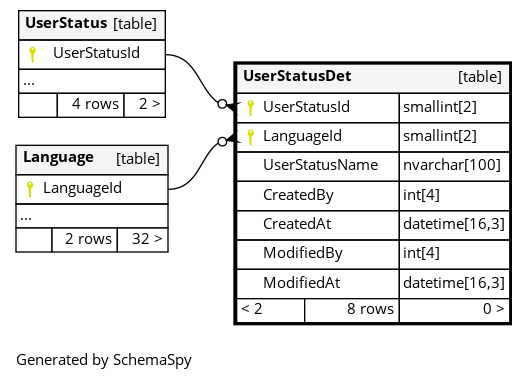 UserStatus [table]
UserStatusId
...
4 rows 2 >
Language [table]
LanguageId
...
2 rows 32 >
UserStatusDet [table]
UserStatusId smallint[2]
LanguageId smallint[2]
UserStatusName nvarchar[100]
CreatedBy int[4]
CreatedAt datetime[16,3]
ModifiedBy int[4]
ModifiedAt datetime[16,3]
< 2 8 rows 0 >
Generated by SchemaSpy